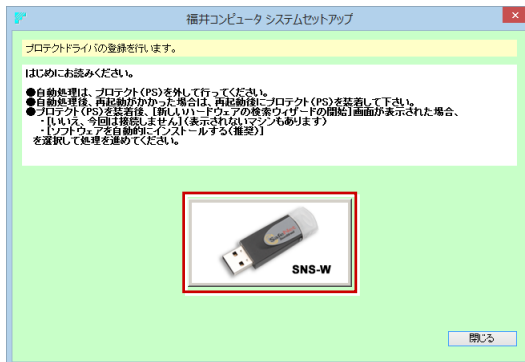 福井コンピュータ システムセットアップ
プロテクトドライバの登録を行います。
はじめにお読みください。
●自動処理は、プロテクト(PS)を外して行ってください。
●自動処理後、再起動がかかった場合は、再起動後にプロテクト(PS)を装着して下さい。
●プロテクト(PS)を装着後、[新しいハードウェアの検索ウィザードの開始]画面が表示された場合、
・[いいえ、今回は接続しません](表示されないマシンもあります)
・[ソフトウェアを自動的にインストールする(推奨)]
を選択して処理を進めてください。
SNS-W
閉じる